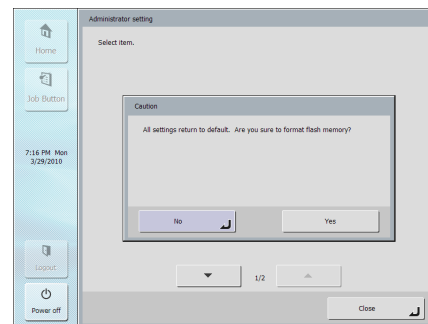 Administrator setting
Select item.
Home
Job Button
7:16 PM Mon
3/29/2010
Caution
All settings return to default. Are you sure to format flash memory?
No
Yes
Logout
1/2
Power off
Close